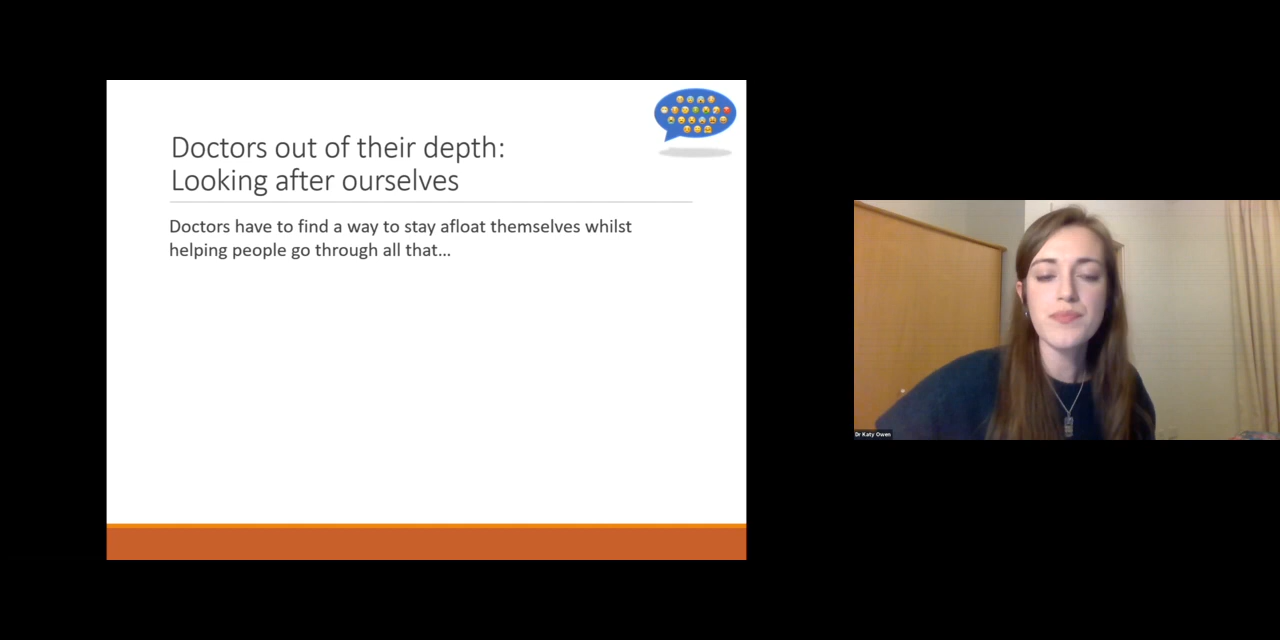 Doctors out of their depth:
Looking after ourselves
Doctors have to find a way to stay afloat themselves whilst
helping people go through all that...
Dr Katy Owen